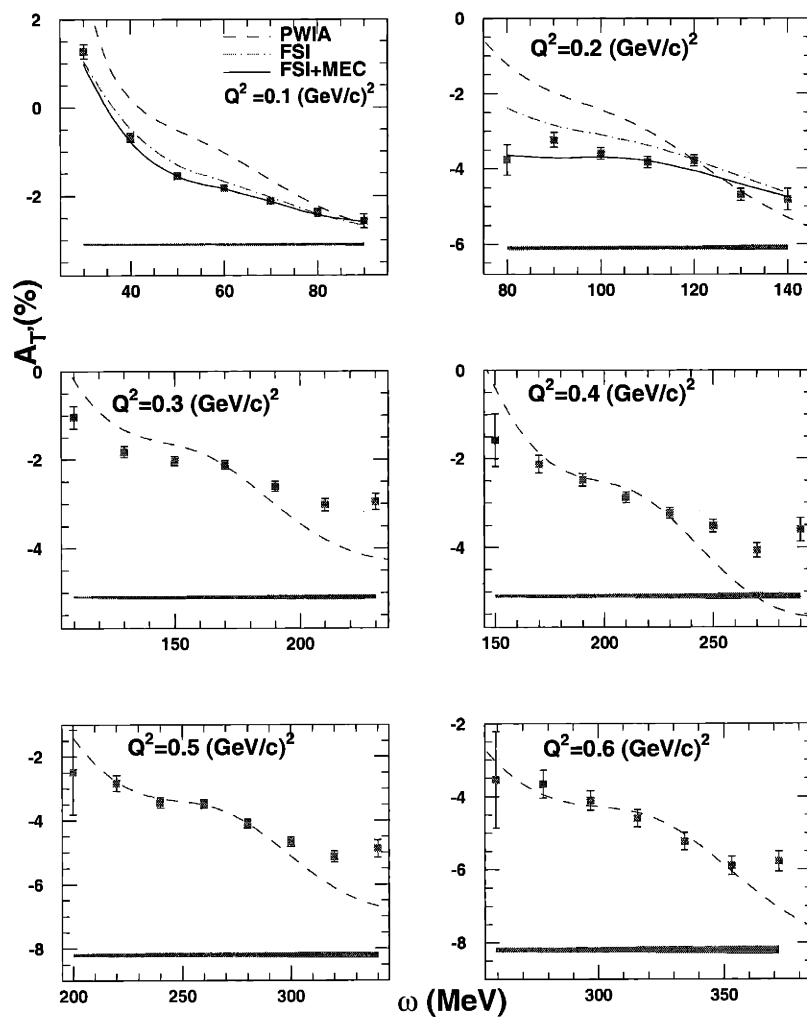 2
0
-2
PWIA
FSI
FSI+MEC
Q² =0.1 (GeV/c)²
40 60 80
0
-2
-4
-6
Q²=0.2 (GeV/c)²
80 100 120 140
A_T' (%)
0
-2
-4
Q²=0.3 (GeV/c)²
150 200
0
-2
-4
Q²=0.4 (GeV/c)²
150 200 250
-2
-4
-6
-8
Q²=0.5 (GeV/c)²
200 250 300
-2
-4
-6
-8
Q²=0.6 (GeV/c)²
300 350
ω (MeV)